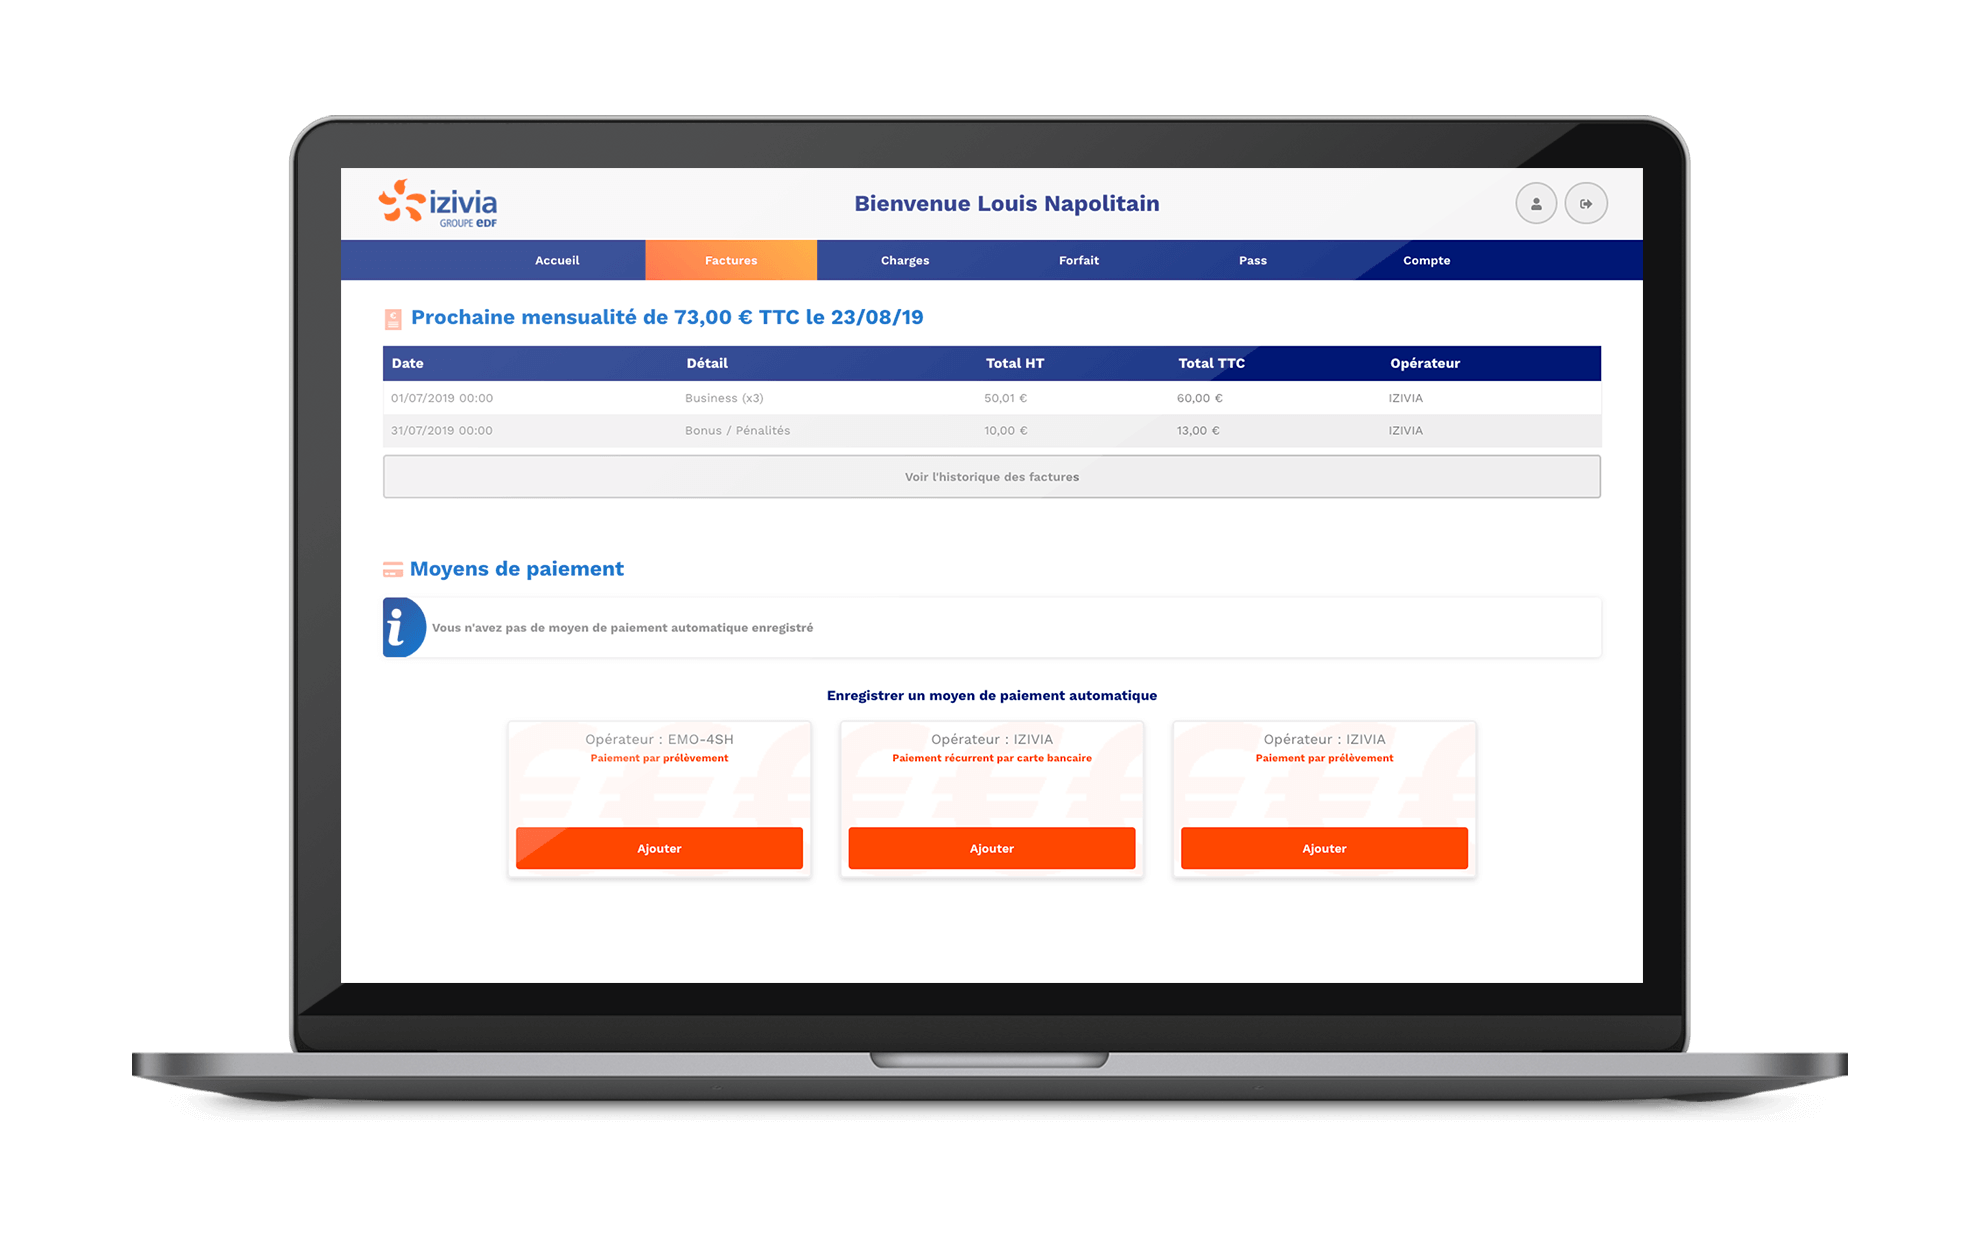 izivia
GROUPE eDF
Bienvenue Louis Napolitain
Accueil Factures Charges Forfait Pass Compte
Prochaine mensualité de 73,00 € TTC le 23/08/19
Date Détail Total HT Total TTC Opérateur
01/07/2019 00:00 Business (x3) 50,01 € 60,00 € IZIVIA
31/07/2019 00:00 Bonus / Pénalités 10,00 € 13,00 € IZIVIA
Voir l'historique des factures
Moyens de paiement
i Vous n'avez pas de moyen de paiement automatique enregistré
Enregistrer un moyen de paiement automatique
Opérateur : EMO-4SH
Paiement par prélèvement
Ajouter
Opérateur : IZIVIA
Paiement récurrent par carte bancaire
Ajouter
Opérateur : IZIVIA
Paiement par prélèvement
Ajouter